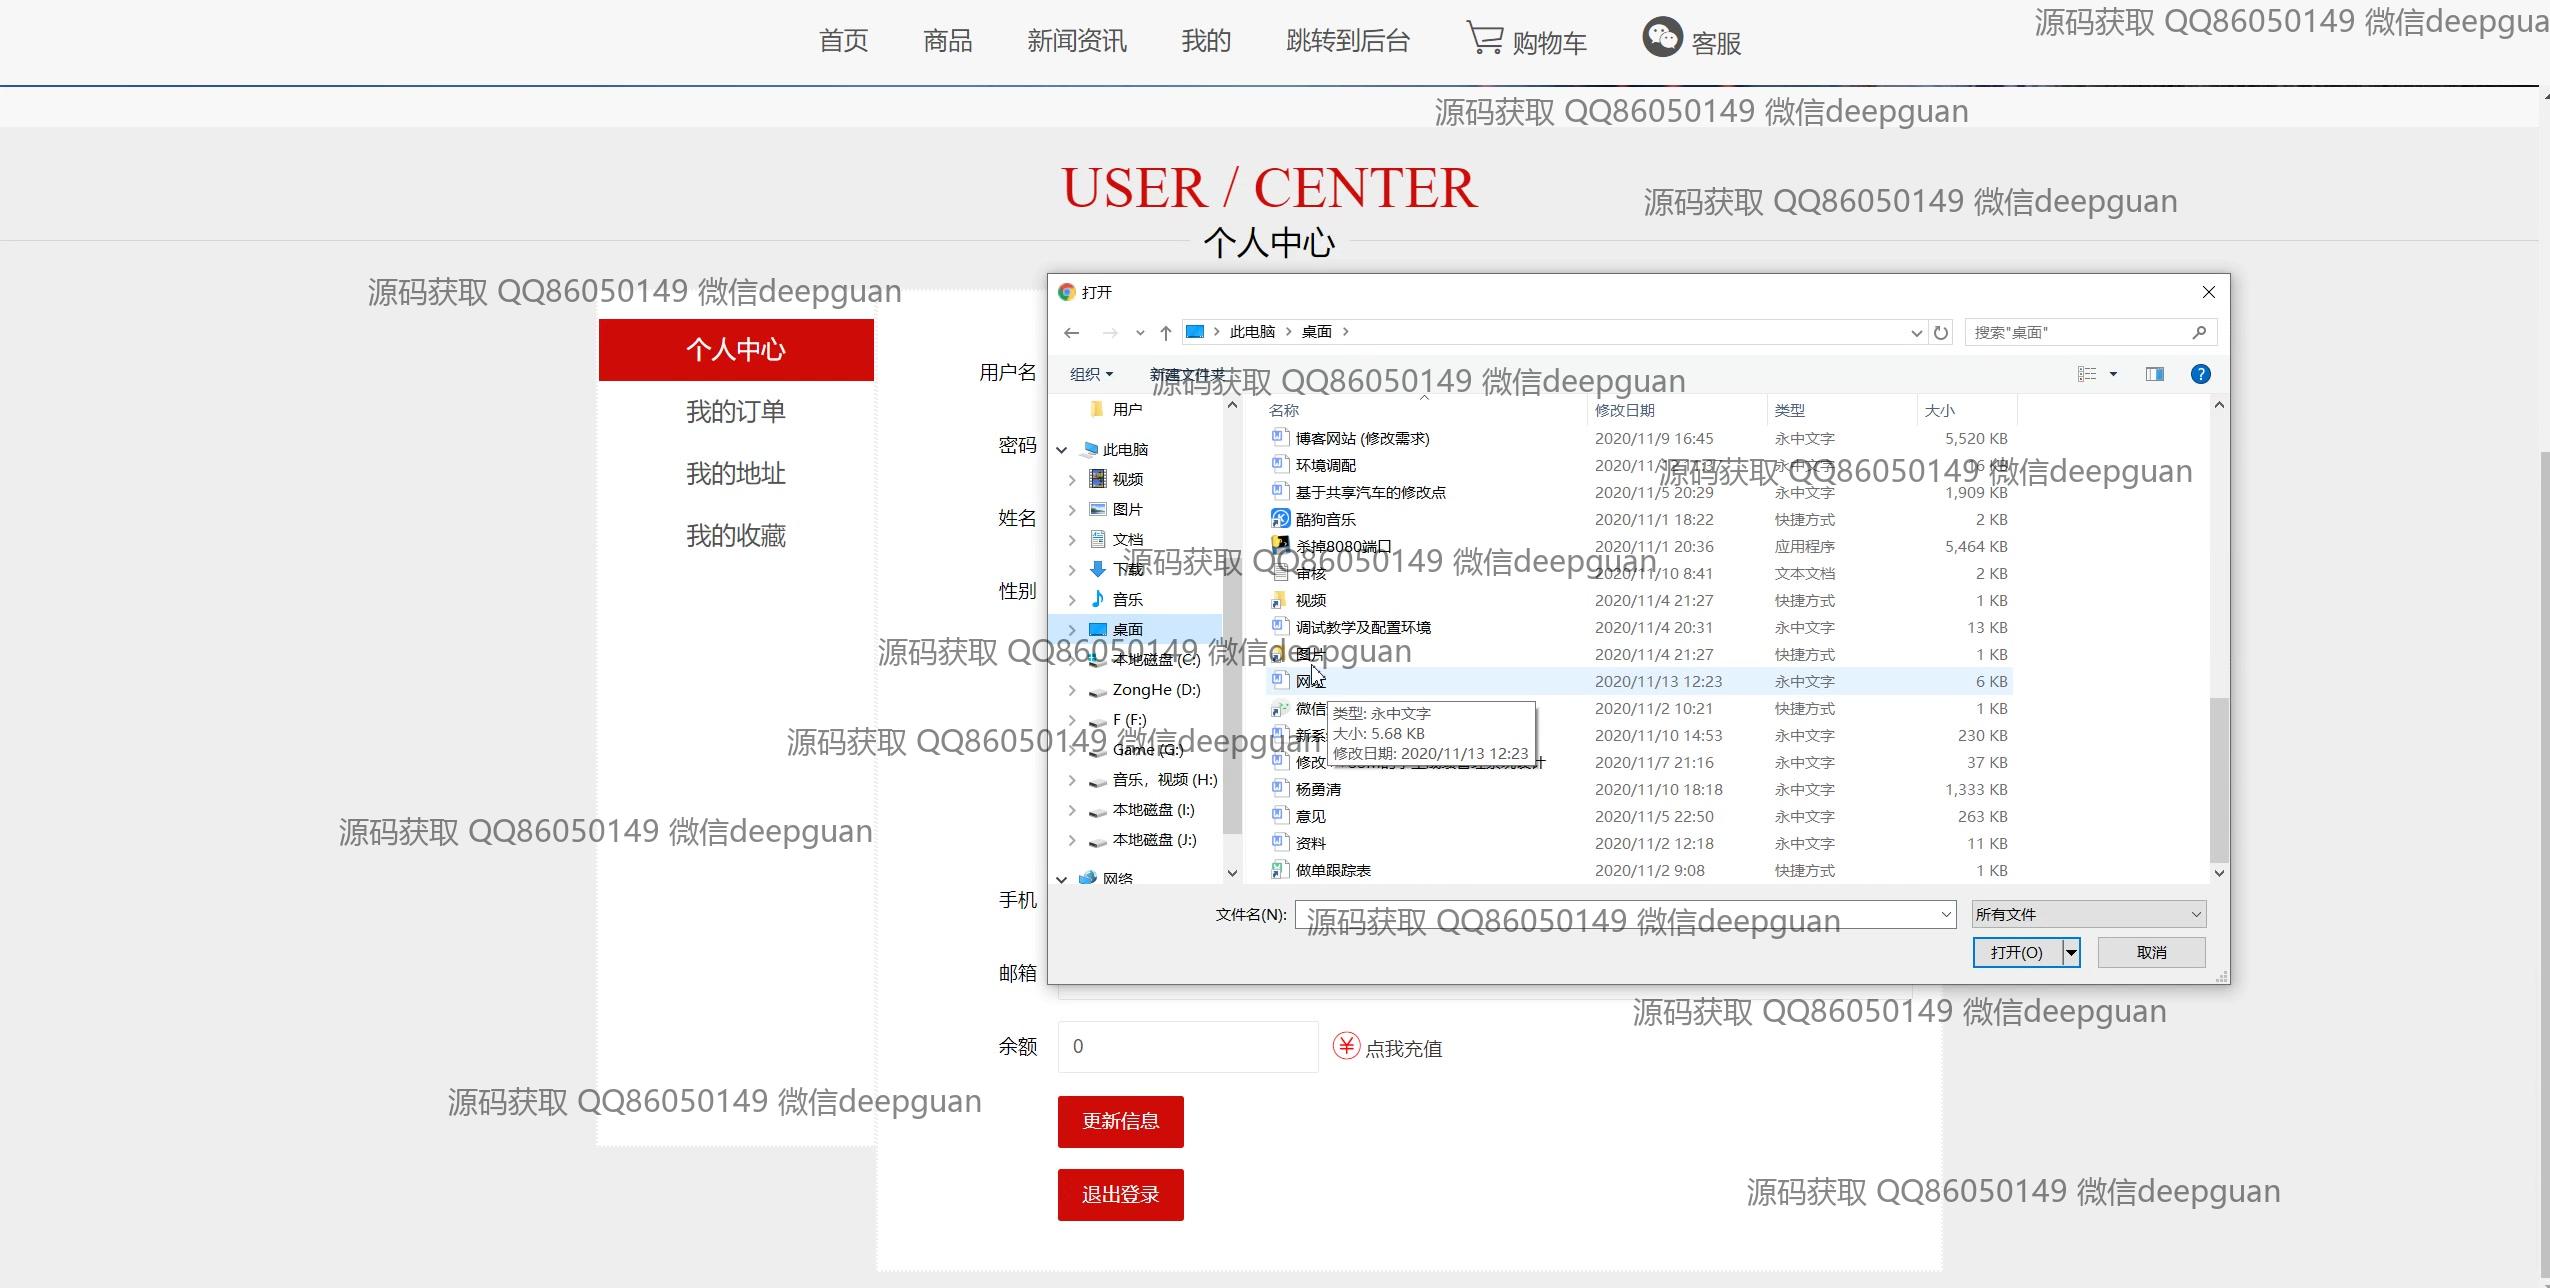 首页 商品 新闻资讯 我的 跳转到后台 购物车 客服
源码获取 QQ86050149 微信deepgua
源码获取 QQ86050149 微信deepguan
USER / CENTER
源码获取 QQ86050149 微信deepguan
个人中心
源码获取 QQ86050149 微信deepguan
个人中心
我的订单
我的地址
我的收藏
用户名
密码
姓名
性别
手机
邮箱
余额 0 点我充值
更新信息
退出登录
打开
此电脑 桌面
搜索"桌面"
组织 新建文件夹
源码获取 QQ86050149 微信deepguan
用户
此电脑
视频
图片
文档
下载
音乐
桌面
本地磁盘 (C:)
ZongHe (D:)
F (F:)
Game (G:)
音乐，视频 (H:)
本地磁盘 (I:)
本地磁盘 (J:)
网络
名称 修改日期 类型 大小
博客网站 (修改需求) 2020/11/9 16:45 永中文字 5,520 KB
环境调配 永中文字 16 KB
源码获取 QQ86050149 微信deepguan
基于共享汽车的修改点 2020/11/5 20:29 永中文字 1,909 KB
酷狗音乐 2020/11/1 18:22 快捷方式 2 KB
杀掉8080端口 2020/11/1 20:36 应用程序 5,464 KB
源码获取 QQ86050149 微信deepguan
审核 2020/11/10 8:41 文本文档 2 KB
视频 2020/11/4 21:27 快捷方式 1 KB
调试教学及配置环境 2020/11/4 20:31 永中文字 13 KB
源码获取 QQ86050149 微信deepguan
图片 2020/11/4 21:27 快捷方式 1 KB
网址 2020/11/13 12:23 永中文字 6 KB
微信 2020/11/2 10:21 快捷方式 1 KB
类型: 永中文字
大小: 5.68 KB
修改日期: 2020/11/13 12:23
源码获取 QQ86050149 微信deepguan
新系 2020/11/10 14:53 永中文字 230 KB
修改 2020/11/7 21:16 永中文字 37 KB
杨勇清 2020/11/10 18:18 永中文字 1,333 KB
意见 2020/11/5 22:50 永中文字 263 KB
源码获取 QQ86050149 微信deepguan
资料 2020/11/2 12:18 永中文字 11 KB
做单跟踪表 2020/11/2 9:08 快捷方式 1 KB
文件名(N): 所有文件
源码获取 QQ86050149 微信deepguan
打开(O) 取消
源码获取 QQ86050149 微信deepguan
源码获取 QQ86050149 微信deepguan
源码获取 QQ86050149 微信deepguan